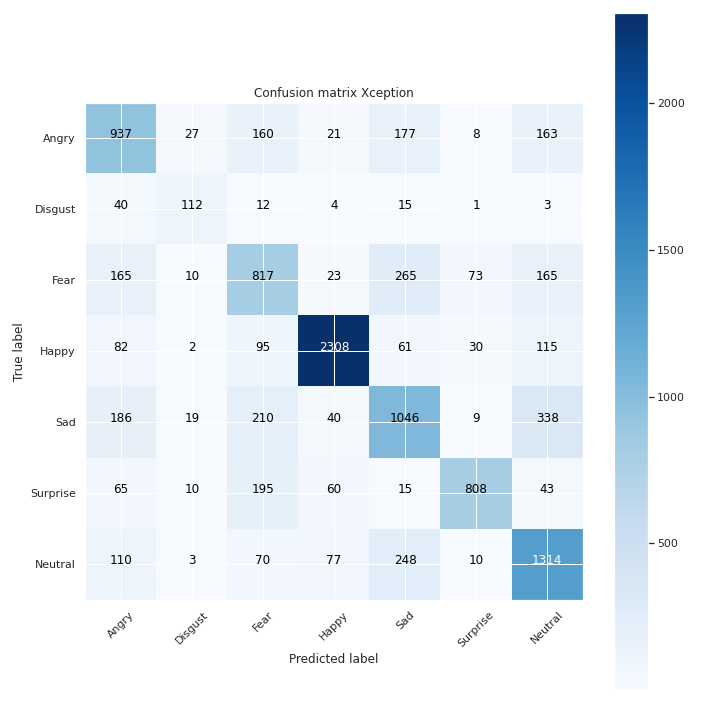 Confusion matrix Xception
Angry 937 27 160 21 177 8 163
Disgust 40 112 12 4 15 1 3
Fear 165 10 817 23 265 73 165
Happy 82 2 95 2308 61 30 115
Sad 186 19 210 40 1046 9 338
Surprise 65 10 195 60 15 808 43
Neutral 110 3 70 77 248 10 1314
Angry Disgust Fear Happy Sad Surprise Neutral
Predicted label
True label
2000
1500
1000
500